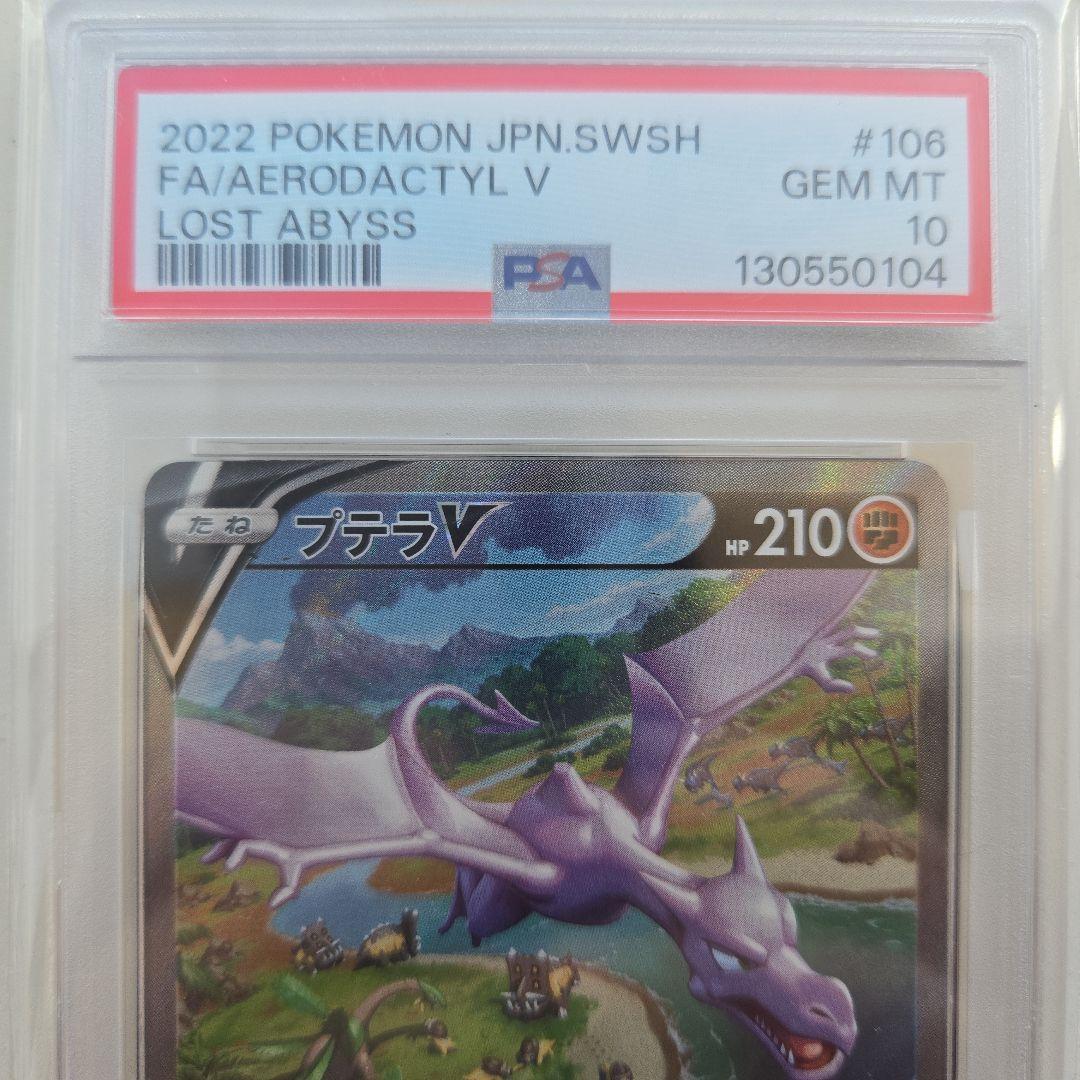 2022 POKEMON JPN.SWSH #106
FA/AERODACTYL V GEM MT
LOST ABYSS 10
PSA 130550104
たね プテラV HP 210